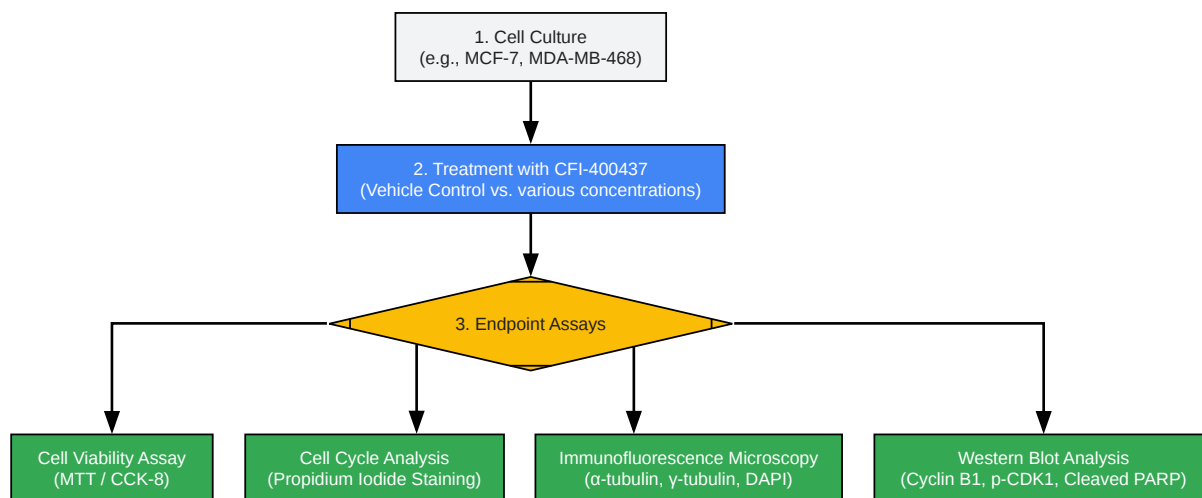 1. Cell Culture
(e.g., MCF-7, MDA-MB-468)
2. Treatment with CFI-400437
(Vehicle Control vs. various concentrations)
3. Endpoint Assays
Cell Viability Assay
(MTT / CCK-8)
Cell Cycle Analysis
(Propidium Iodide Staining)
Immunofluorescence Microscopy
(α-tubulin, γ-tubulin, DAPI)
Western Blot Analysis
(Cyclin B1, p-CDK1, Cleaved PARP)